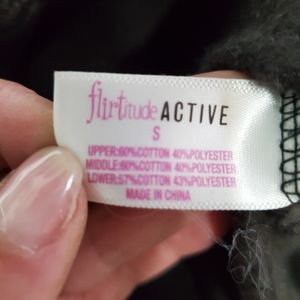 flirtitude ACTIVE
S
UPPER:60%COTTON 40%POLYESTER
MIDDLE:60%COTTON 40%POLYESTER
LOWER:57%COTTON 43%POLYESTER
MADE IN CHINA